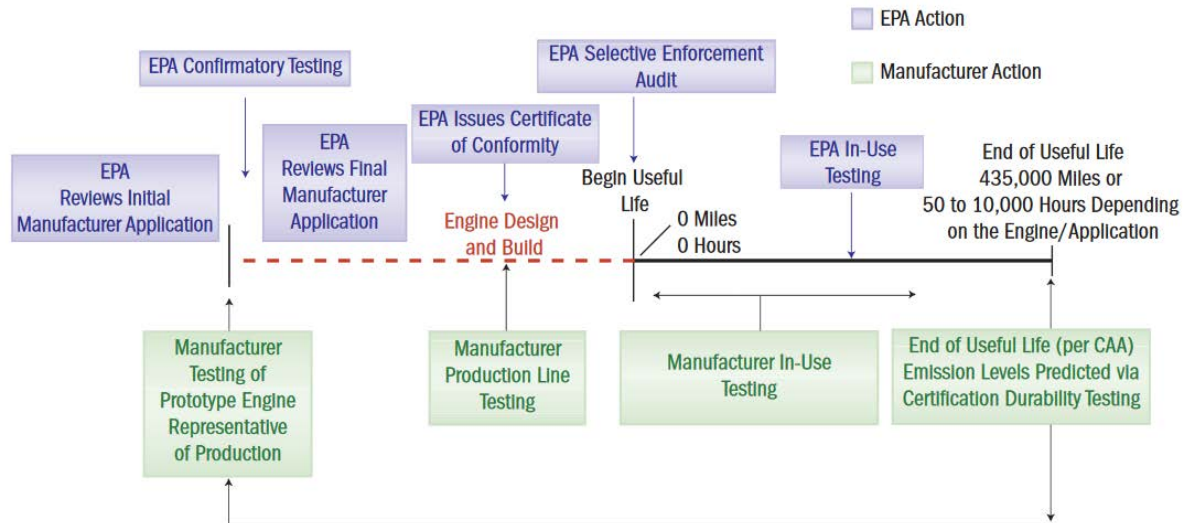 EPA Action
Manufacturer Action
EPA Confirmatory Testing
EPA Selective Enforcement
Audit
EPA
Reviews Initial
Manufacturer Application
EPA
Reviews Final
Manufacturer
Application
EPA Issues Certificate
of Conformity
Engine Design
and Build
Begin Useful
Life
0 Miles
0 Hours
EPA In-Use
Testing
End of Useful Life
435,000 Miles or
50 to 10,000 Hours Depending
on the Engine/Application
Manufacturer
Testing of
Prototype Engine
Representative
of Production
Manufacturer
Production Line
Testing
Manufacturer In-Use
Testing
End of Useful Life (per CAA)
Emission Levels Predicted via
Certification Durability Testing